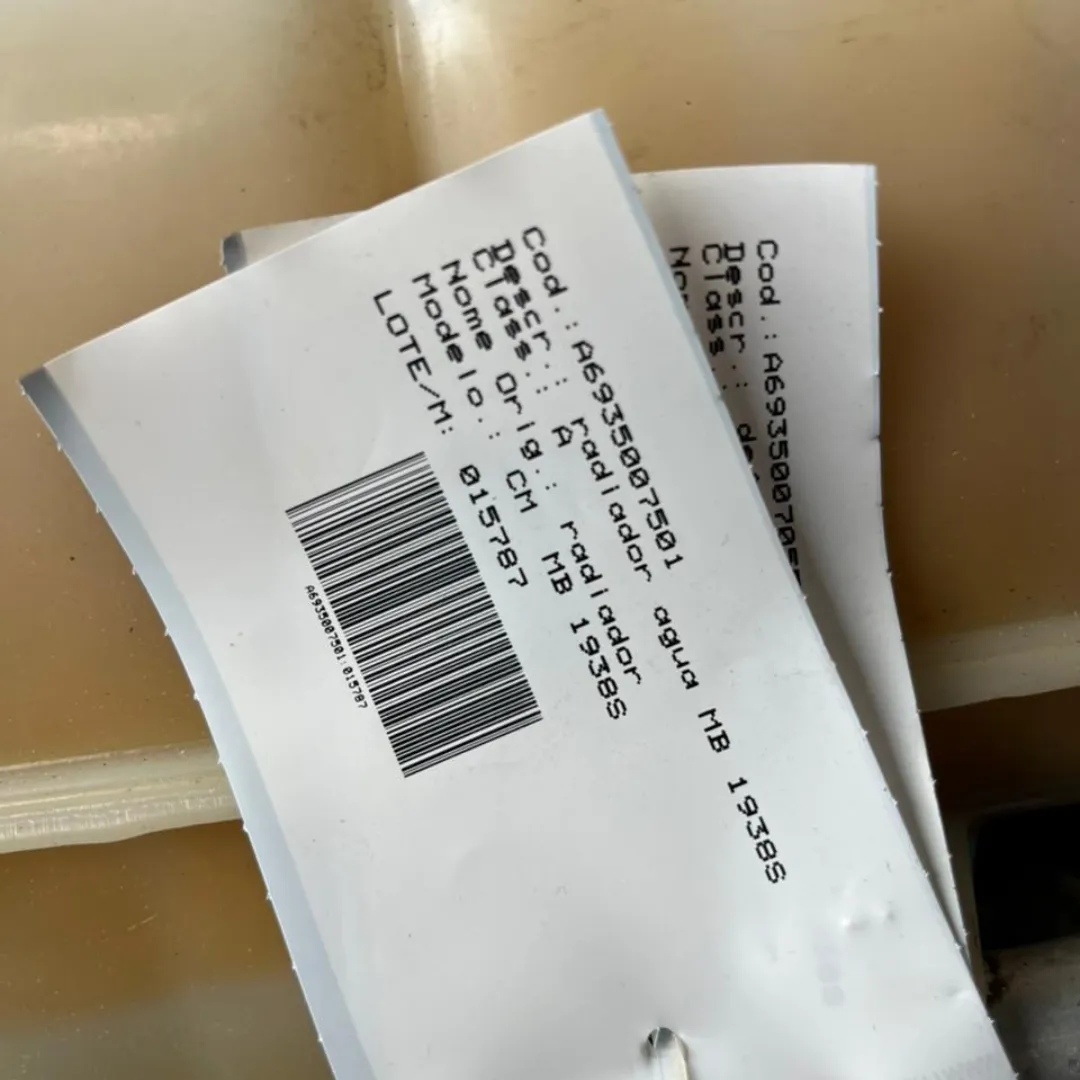 Cod.:A6935007501
Descr.: radiador agua MB 1938S
Class.: A
Nome Orig.: radiador
Modelo.: CM MB 1938S
LOTE/M: 015787
A6935007501:015787
Cod.:A693500705
Descr.:
Class.: